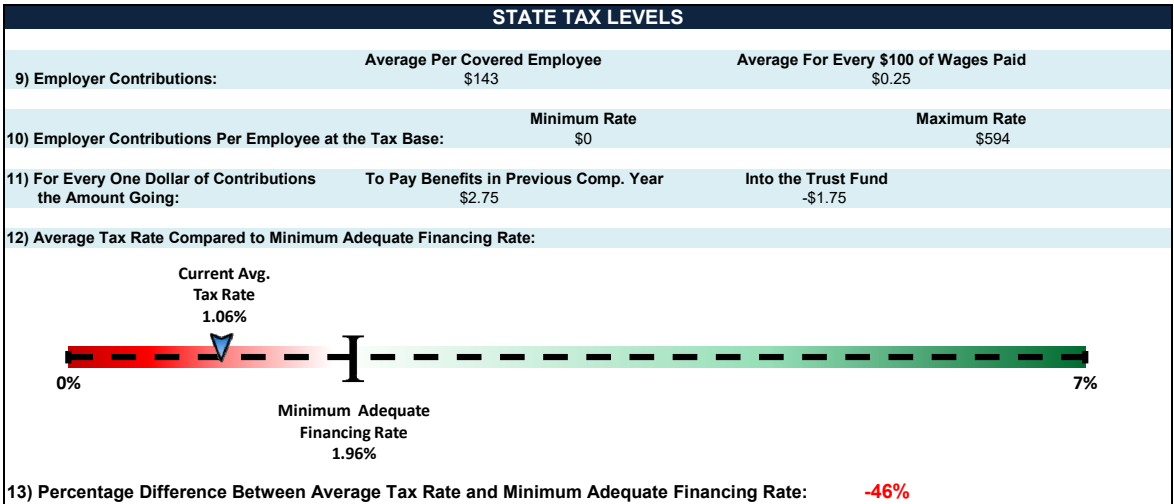 STATE TAX LEVELS
Average Per Covered Employee Average For Every $100 of Wages Paid
9) Employer Contributions: $143 $0.25
Minimum Rate Maximum Rate
10) Employer Contributions Per Employee at the Tax Base: $0 $594
11) For Every One Dollar of Contributions To Pay Benefits in Previous Comp. Year Into the Trust Fund
the Amount Going: $2.75 -$1.75
12) Average Tax Rate Compared to Minimum Adequate Financing Rate:
Current Avg.
Tax Rate
1.06%
0% 7%
Minimum Adequate
Financing Rate
1.96%
13) Percentage Difference Between Average Tax Rate and Minimum Adequate Financing Rate: -46%